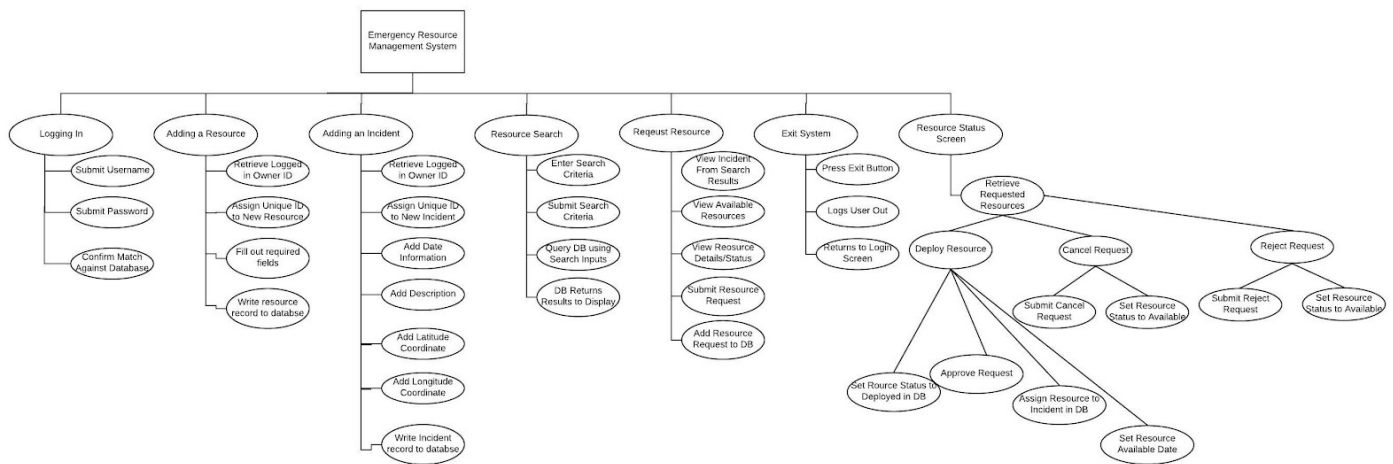 Emergency Resource
Management System
Logging In
Submit Username
Submit Password
Confirm Match
Against Database
Adding a Resource
Retrieve Logged
in Owner ID
Assign Unique ID
to New Resource
Fill out required
fields
Write resource
record to databse
Adding an Incident
Retrieve Logged
in Owner ID
Assign Unique ID
to New Incident
Add Date
Information
Add Description
Add Latitude
Coordinate
Add Longitude
Coordinate
Write Incident
record to databse
Resource Search
Enter Search
Criteria
Submit Search
Criteria
Query DB using
Search Inputs
DB Returns
Results to Display
Reqeust Resource
View Incident
From Search
Results
View Available
Resources
View Reosurce
Details/Status
Submit Resource
Request
Add Resource
Request to DB
Exit System
Press Exit Button
Logs User Out
Returns to Login
Screen
Resource Status
Screen
Retrieve
Requested
Resources
Deploy Resource
Set Rource Status to
Deployed in DB
Approve Request
Assign Resource to
Incident in DB
Set Resource
Available Date
Cancel Request
Submit Cancel
Request
Set Resource
Status to Available
Reject Request
Submit Reject
Request
Set Resource
Status to Available